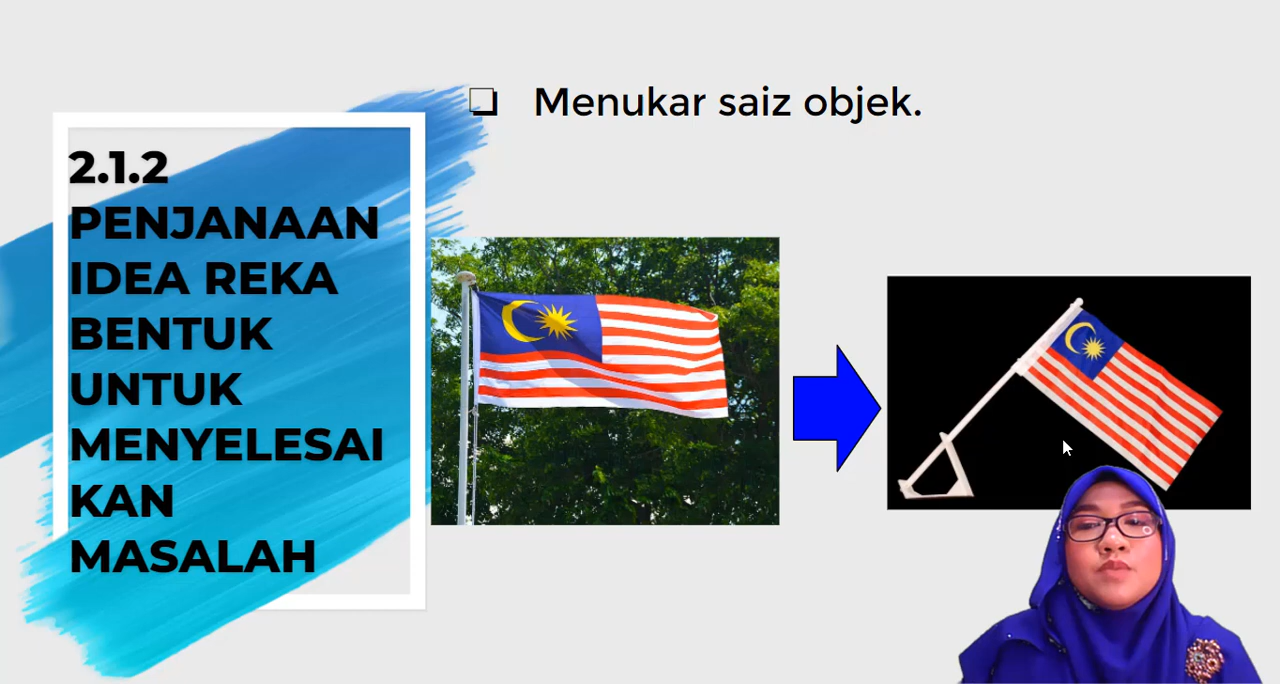 Menukar saiz objek.
2.1.2
PENJANAAN
IDEA REKA
BENTUK
UNTUK
MENYELESAI
KAN
MASALAH